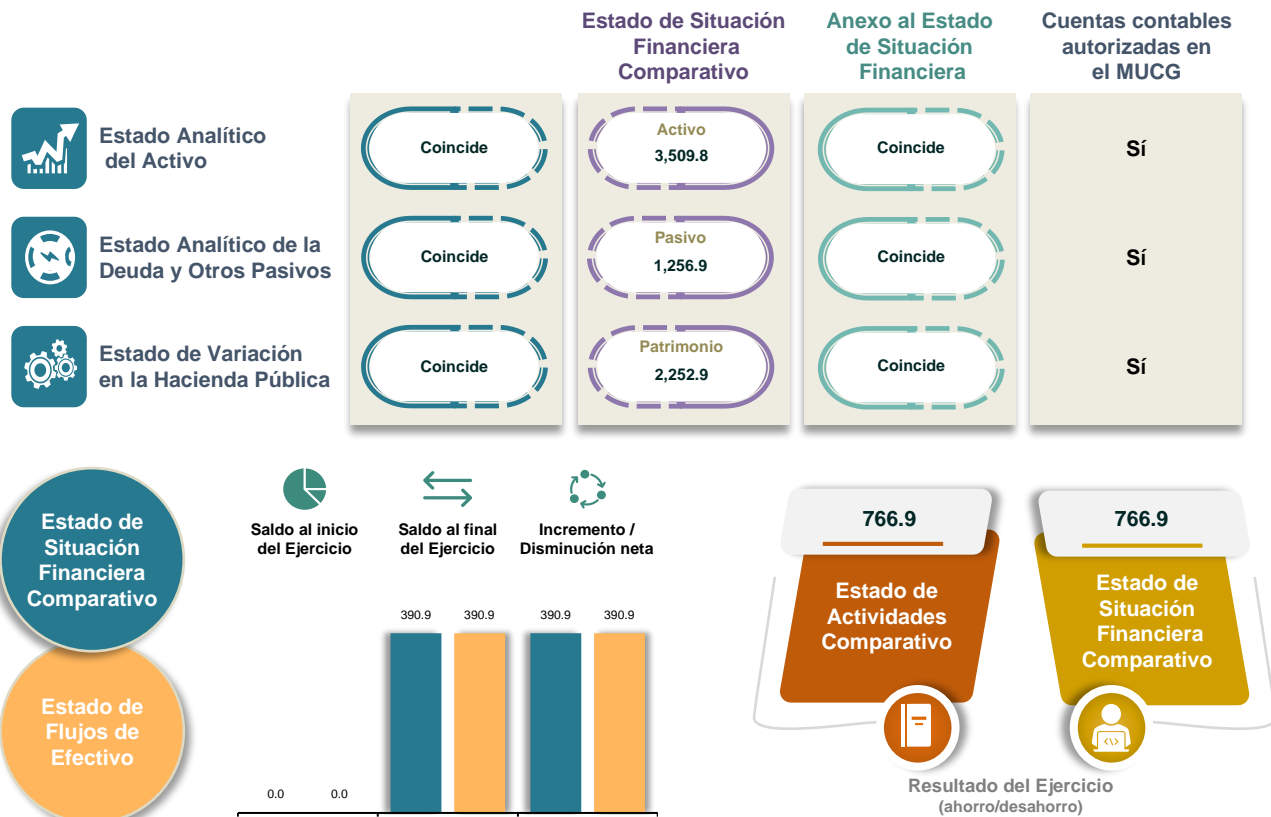 Estado de Situación
Financiera
Comparativo
Anexo al Estado
de Situación
Financiera
Cuentas contables
autorizadas en
el MUCG
Estado Analítico
del Activo
Coincide
Activo
3,509.8
Coincide
Sí
Estado Analítico de la
Deuda y Otros Pasivos
Coincide
Pasivo
1,256.9
Coincide
Sí
Estado de Variación
en la Hacienda Pública
Coincide
Patrimonio
2,252.9
Coincide
Sí
Estado de
Situación
Financiera
Comparativo
Estado de
Flujos de
Efectivo
Saldo al inicio
del Ejercicio
Saldo al final
del Ejercicio
Incremento /
Disminución neta
0.0
0.0
390.9
390.9
390.9
390.9
766.9
Estado de
Actividades
Comparativo
766.9
Estado de
Situación
Financiera
Comparativo
Resultado del Ejercicio
(ahorro/desahorro)